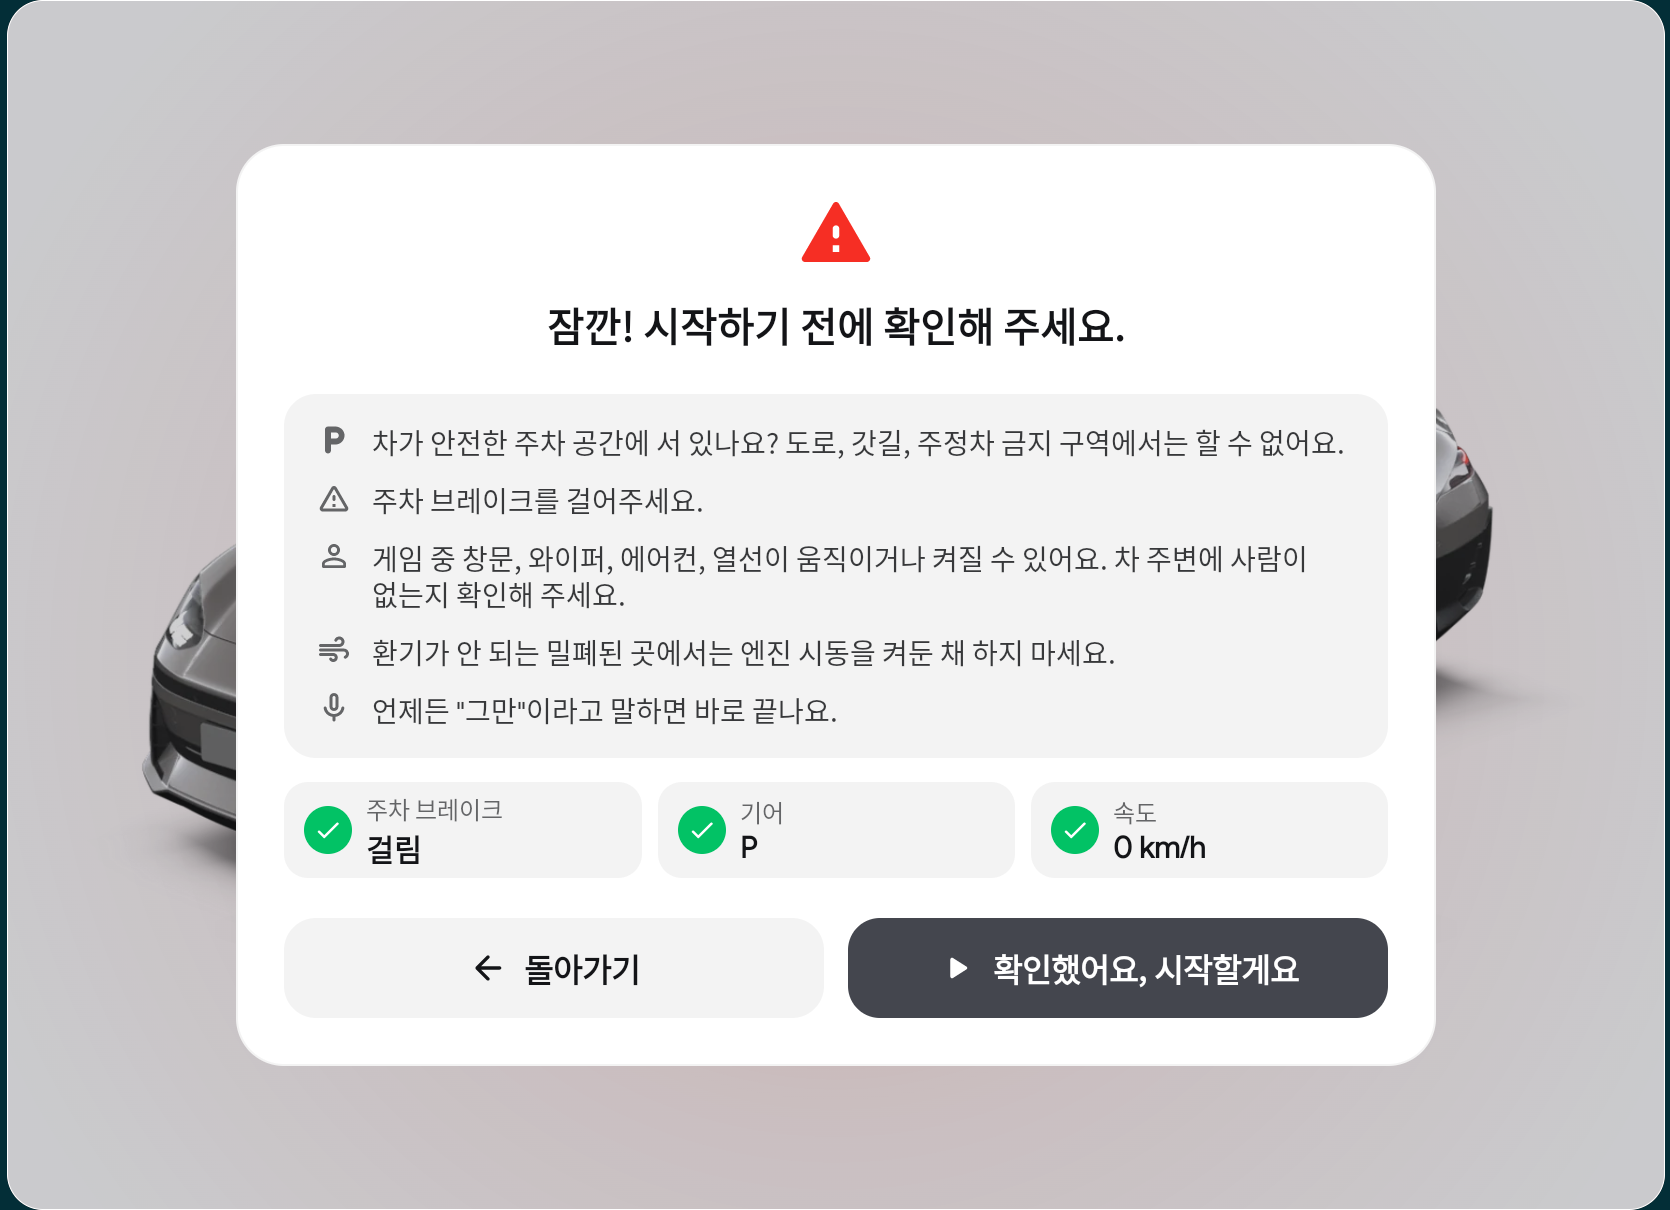 잠깐! 시작하기 전에 확인해 주세요.
P 차가 안전한 주차 공간에 서 있나요? 도로, 갓길, 주정차 금지 구역에서는 할 수 없어요.
주차 브레이크를 걸어주세요.
게임 중 창문, 와이퍼, 에어컨, 열선이 움직이거나 켜질 수 있어요. 차 주변에 사람이
없는지 확인해 주세요.
환기가 안 되는 밀폐된 곳에서는 엔진 시동을 켜둔 채 하지 마세요.
언제든 "그만"이라고 말하면 바로 끝나요.
주차 브레이크
걸림
기어
P
속도
0 km/h
돌아가기
확인했어요, 시작할게요